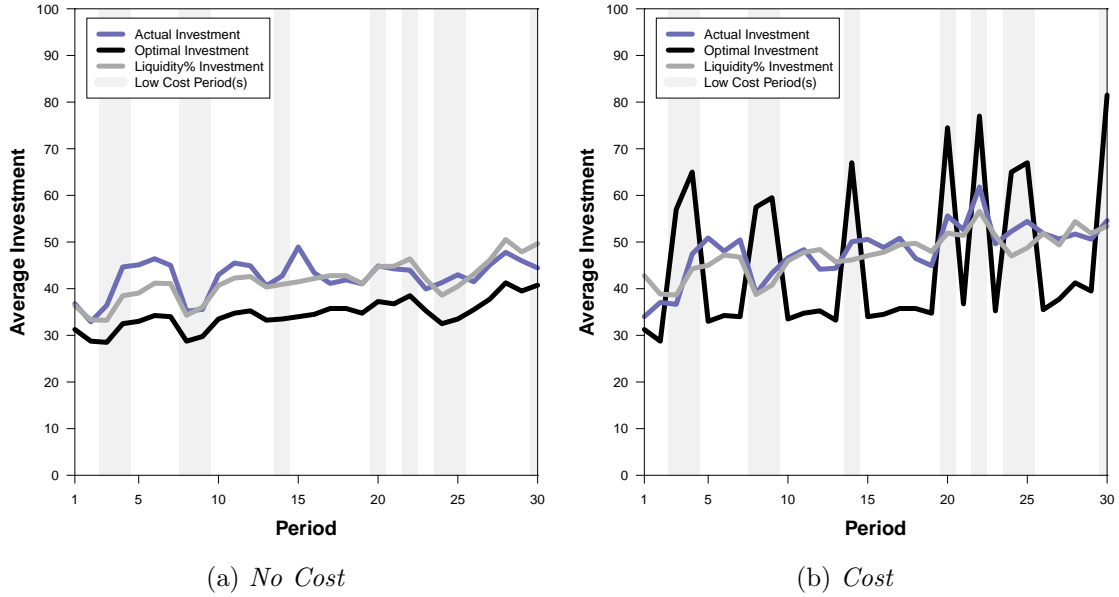 Average Investment
100
90
80
70
60
50
40
30
20
10
0
Actual Investment
Optimal Investment
Liquidity% Investment
Low Cost Period(s)
1 5 10 15 20 25 30
Period
(a) No Cost
Average Investment
100
90
80
70
60
50
40
30
20
10
0
Actual Investment
Optimal Investment
Liquidity% Investment
Low Cost Period(s)
1 5 10 15 20 25 30
Period
(b) Cost